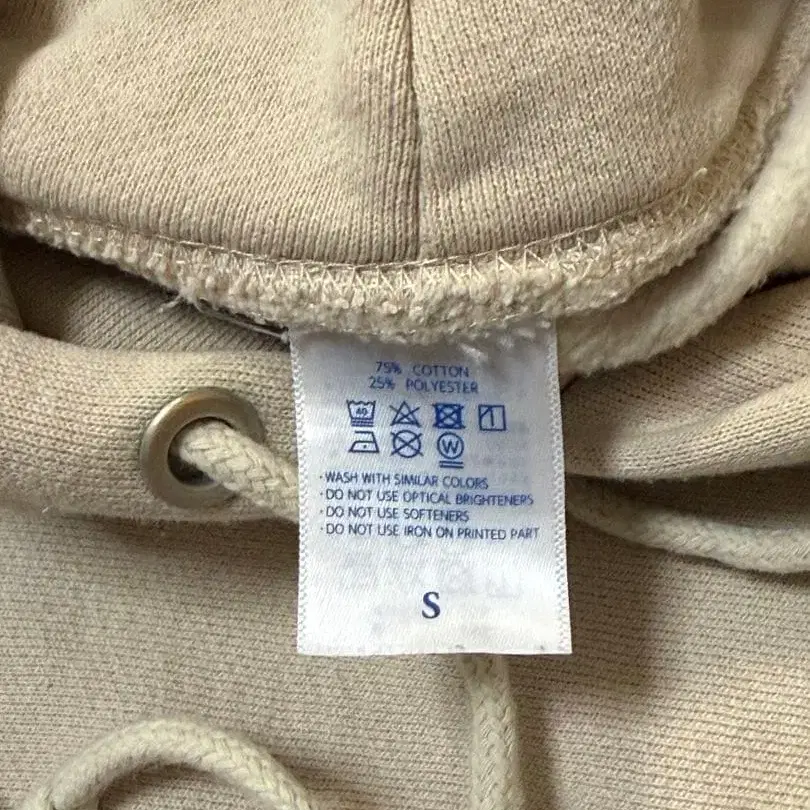 75% COTTON
25% POLYESTER
40
W
· WASH WITH SIMILAR COLORS
· DO NOT USE OPTICAL BRIGHTENERS
· DO NOT USE SOFTENERS
· DO NOT USE IRON ON PRINTED PART
S